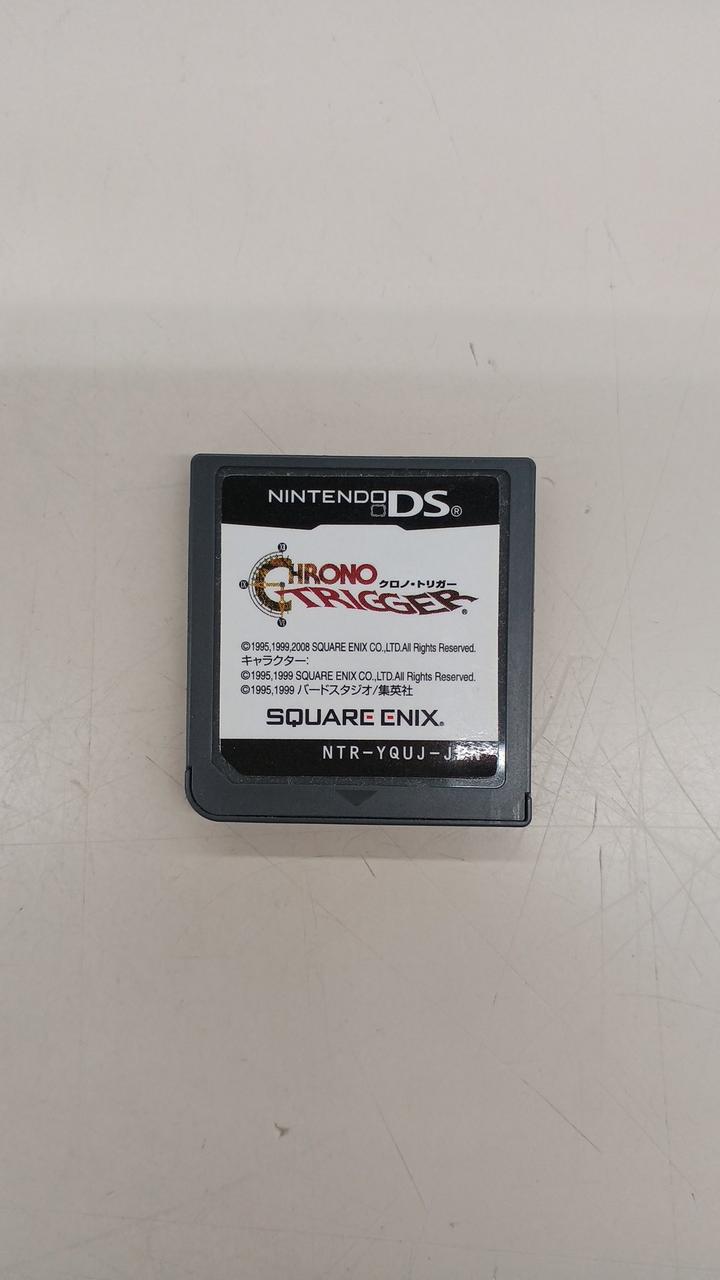 NINTENDO DS®
CHRONO
クロノ・トリガー
TRIGGER®
©1995,1999,2008 SQUARE ENIX CO.,LTD.All Rights Reserved.
キャラクター:
©1995,1999 SQUARE ENIX CO.,LTD.All Rights Reserved.
©1995,1999 バードスタジオ/集英社
SQUARE ENIX®
NTR-YQUJ-JPN